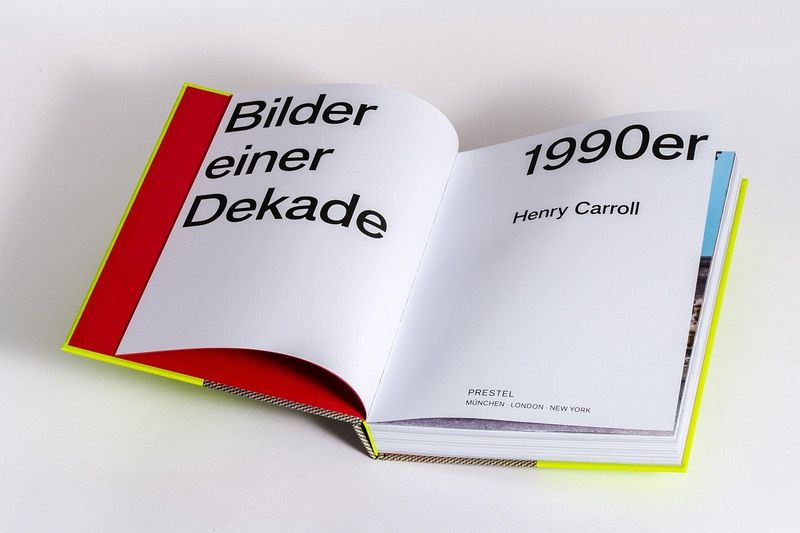 Bilder
einer
Dekade
1990er
Henry Carroll
PRESTEL
MÜNCHEN · LONDON · NEW YORK